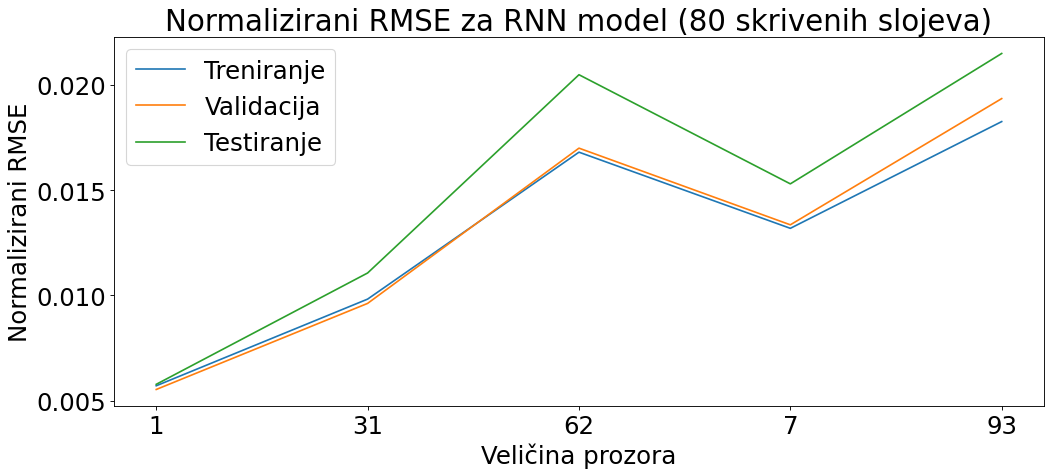 Normalizirani RMSE za RNN model (80 skrivenih slojeva)
Treniranje
Validacija
Testiranje
Normalizirani RMSE
0.020
0.015
0.010
0.005
1 31 62 7 93
Veličina prozora